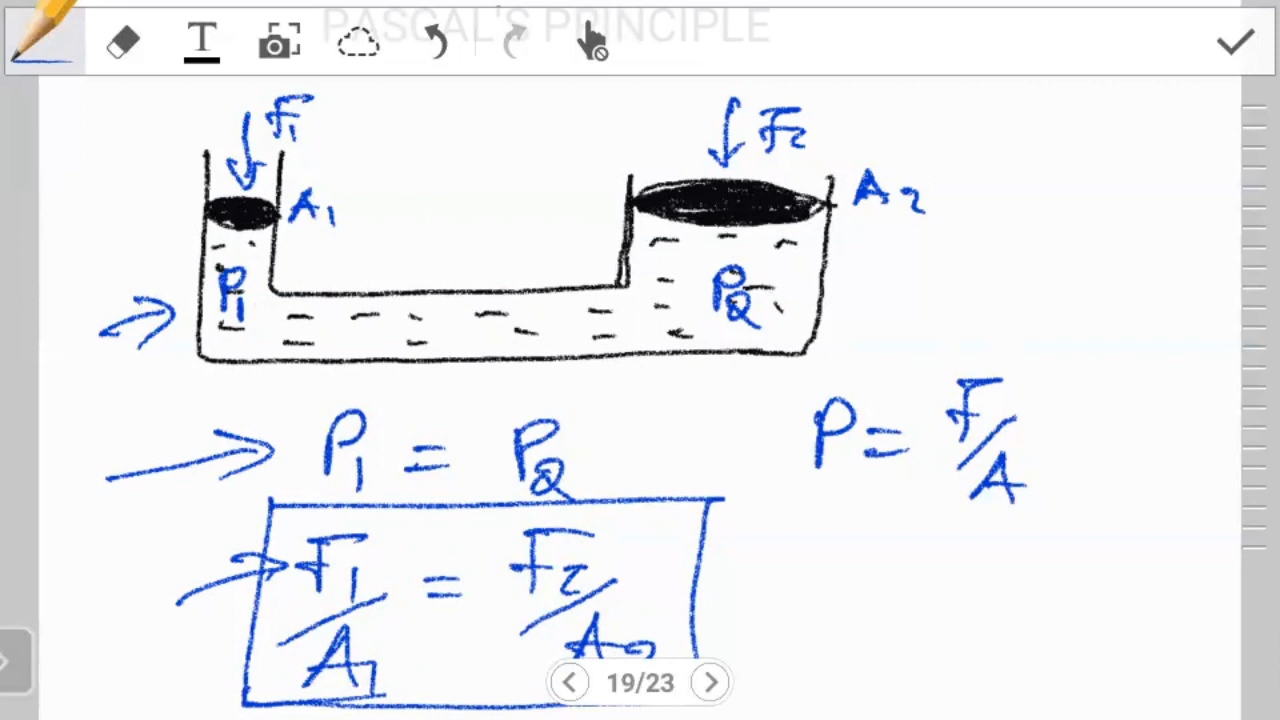 PASCAL'S PRINCIPLE
T
F1
F2
A1
A2
P1
P2
P1 = P2
P = F/A
F1/A1 = F2/A2
19/23